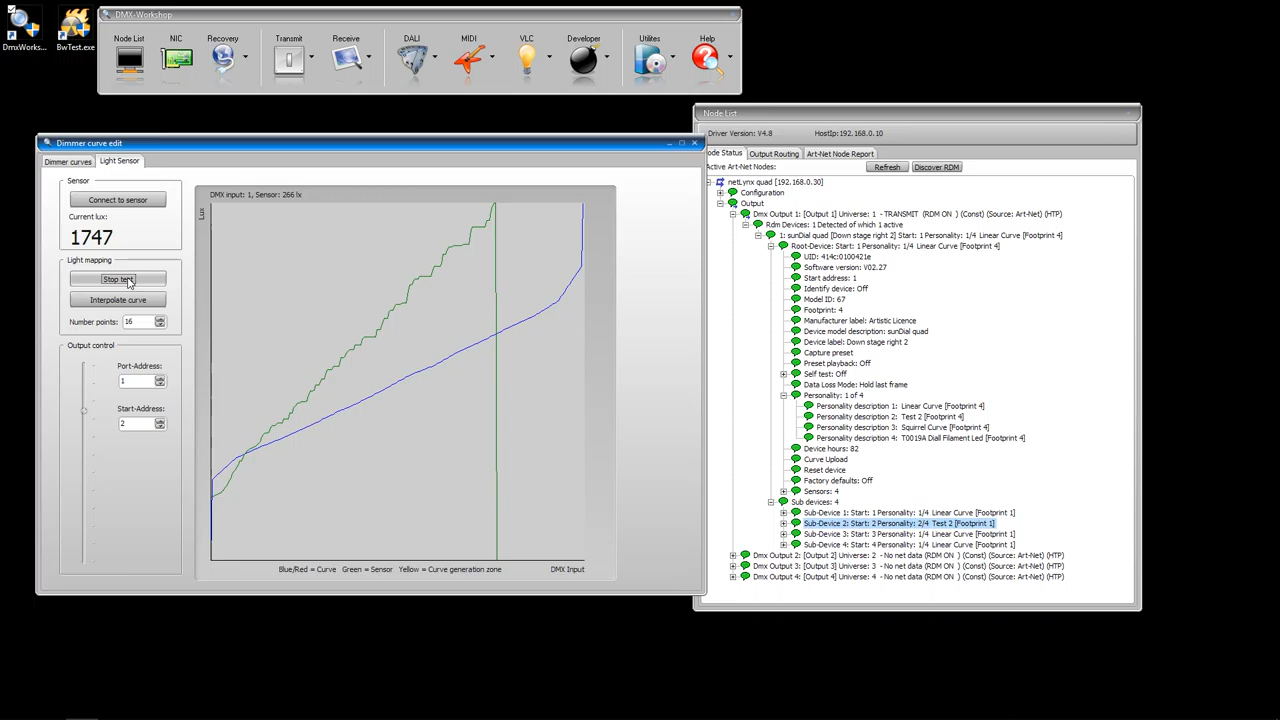 DMX-Workshop
Node List
NIC
Recovery
Transmit
Receive
DALI
MIDI
VLC
Developer
Utilites
Help
DmxWorks...
BwTest.exe
Node List
Driver Version: V4.8
HostIp:192.168.0.10
ode Status
Output Routing
Art-Net Node Report
Active Art-Net Nodes:
Refresh
Discover RDM
netLynx quad [192.168.0.30]
Configuration
Output
Dmx Output 1: [Output 1] Universe: 1 - TRANSMIT (RDM ON ) (Const) (Source: Art-Net) (HTP)
Rdm Devices: 1 Detected of which 1 active
1: sunDial quad [Down stage right 2] Start: 1 Personality: 1/4 Linear Curve [Footprint 4]
Root-Device: Start: 1 Personality: 1/4 Linear Curve [Footprint 4]
UID: 414c:0100421e
Software version: V02.27
Start address: 1
Identify device: Off
Model ID: 67
Footprint: 4
Manufacturer label: Artistic Licence
Device model description: sunDial quad
Device label: Down stage right 2
Capture preset
Preset playback: Off
Self test: Off
Data Loss Mode: Hold last frame
Personality: 1 of 4
Personality description 1: Linear Curve [Footprint 4]
Personality description 2: Test 2 [Footprint 4]
Personality description 3: Squirrel Curve [Footprint 4]
Personality description 4: T0019A Diall Filament Led [Footprint 4]
Device hours: 82
Curve Upload
Reset device
Factory defaults: Off
Sensors: 4
Sub devices: 4
Sub-Device 1: Start: 1 Personality: 1/4 Linear Curve [Footprint 1]
Sub-Device 2: Start: 2 Personality: 2/4 Test 2 [Footprint 1]
Sub-Device 3: Start: 3 Personality: 1/4 Linear Curve [Footprint 1]
Sub-Device 4: Start: 4 Personality: 1/4 Linear Curve [Footprint 1]
Dmx Output 2: [Output 2] Universe: 2 - No net data (RDM ON ) (Const) (Source: Art-Net) (HTP)
Dmx Output 3: [Output 3] Universe: 3 - No net data (RDM ON ) (Const) (Source: Art-Net) (HTP)
Dmx Output 4: [Output 4] Universe: 4 - No net data (RDM ON ) (Const) (Source: Art-Net) (HTP)
Dimmer curve edit
Dimmer curves
Light Sensor
Sensor
Connect to sensor
Current lux:
1747
Light mapping
Stop test
Interpolate curve
Number points: 16
Output control
Port-Address:
1
Start-Address:
2
DMX input: 1, Sensor: 266 lx
Lux
Blue/Red = Curve Green = Sensor Yellow = Curve generation zone
DMX Input